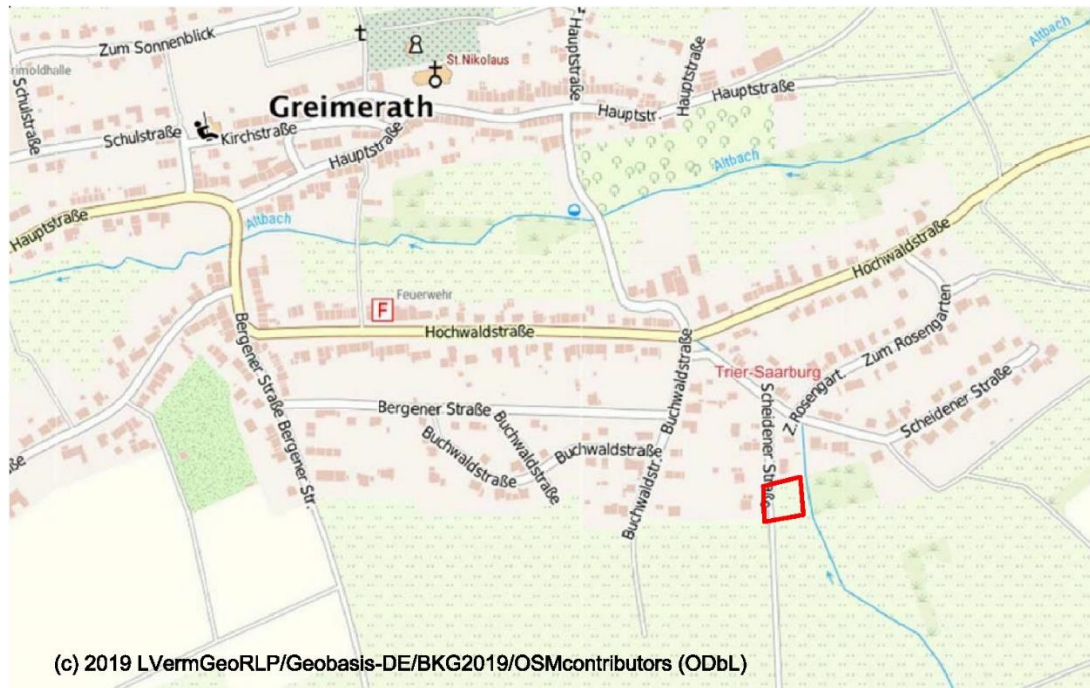 Zum Sonnenblick
rimoldhalle
Schulstraße
Schulstraße
Kirchstraße
St.Nikolaus
Greimerath
Hauptstraße
Hauptstraße
Hauptstraße
Hauptstraße
Hauptstr.
Altbach
Altbach
Hauptstraße
Altbach
Hochwaldstraße
F
Feuerwehr
Hochwaldstraße
Bergener Straße
Bergener Str.
Bergener Straße
Buchwaldstraße
Buchwaldstraße
Buchwaldstraße
Buchwaldstraße
Buchwaldstr.
Trier-Saarburg
Zum Rosengarten
Z.Rosengart.
Scheidener Straße
Scheidener Straße
ße
(c) 2019 LVermGeoRLP/Geobasis-DE/BKG2019/OSMcontributors (ODbL)